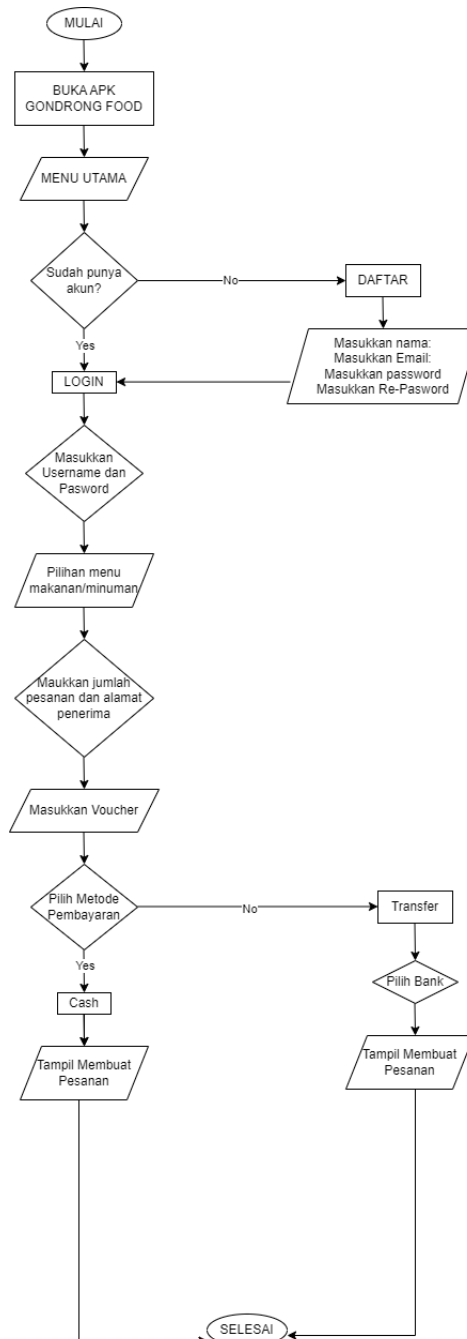 MULAI
BUKA APK
GONDRONG FOOD
MENU UTAMA
Sudah punya
akun?
No
DAFTAR
Masukkan nama:
Masukkan Email:
Masukkan password
Masukkan Re-Pasword
Yes
LOGIN
Masukkan
Username dan
Pasword
Pilihan menu
makanan/minuman
Maukkan jumlah
pesanan dan alamat
penerima
Masukkan Voucher
Pilih Metode
Pembayaran
No
Transfer
Yes
Pilih Bank
Cash
Tampil Membuat
Pesanan
Tampil Membuat
Pesanan
SELESAI